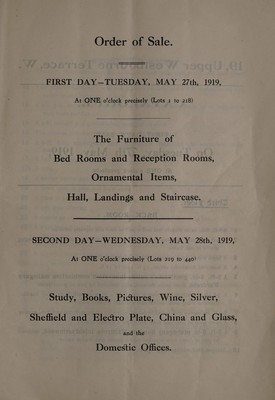 Order of Sale.
FIRST DAY—TUESDAY, MAY 27th, 1919,
At ONE o'clock precisely (Lots 1 to 218)
The Furniture of
Bed Rooms and Reception Rooms,
Ornamental Items,
Hall, Landings and Staircase.
SECOND DAY—WEDNESDAY, MAY 28th, 1919,
At ONE o'clock precisely (Lots 219 to 440)
Study, Books, Pictures, Wine, Silver,
Sheffield and Electro Plate, China and Glass,
and the
Domestic Offices.